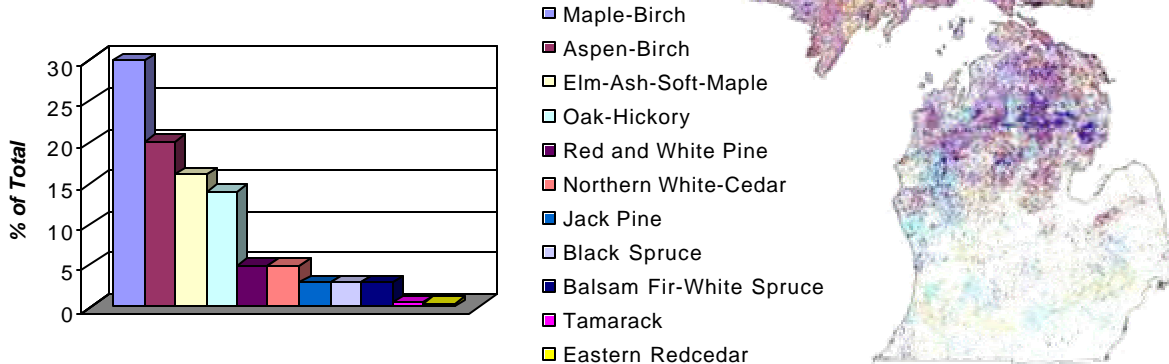 % of Total
30
25
20
15
10
5
0
Maple-Birch
Aspen-Birch
Elm-Ash-Soft-Maple
Oak-Hickory
Red and White Pine
Northern White-Cedar
Jack Pine
Black Spruce
Balsam Fir-White Spruce
Tamarack
Eastern Redcedar